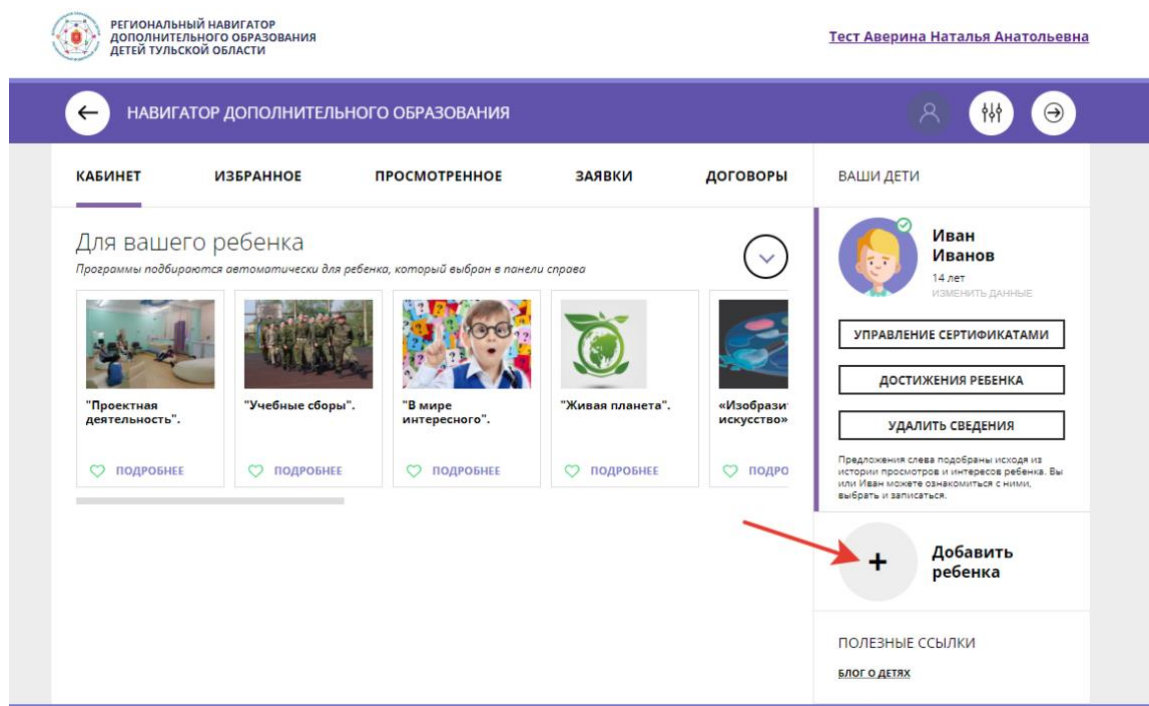 РЕГИОНАЛЬНЫЙ НАВИГАТОР
ДОПОЛНИТЕЛЬНОГО ОБРАЗОВАНИЯ
ДЕТЕЙ ТУЛЬСКОЙ ОБЛАСТИ
Тест Аверина Наталья Анатольевна
НАВИГАТОР ДОПОЛНИТЕЛЬНОГО ОБРАЗОВАНИЯ
КАБИНЕТ
ИЗБРАННОЕ
ПРОСМОТРЕННОЕ
ЗАЯВКИ
ДОГОВОРЫ
Для вашего ребенка
Программы подбираются автоматически для ребенка, который выбран в панели справа
"Проектная
деятельность".
ПОДРОБНЕЕ
"Учебные сборы".
ПОДРОБНЕЕ
"В мире
интересного".
ПОДРОБНЕЕ
"Живая планета".
ПОДРОБНЕЕ
«Изобрази
искусство»
ПОДРО
ВАШИ ДЕТИ
Иван
Иванов
14 лет
ИЗМЕНИТЬ ДАННЫЕ
УПРАВЛЕНИЕ СЕРТИФИКАТАМИ
ДОСТИЖЕНИЯ РЕБЕНКА
УДАЛИТЬ СВЕДЕНИЯ
Предложения слева подобраны исходя из
истории просмотров и интересов ребенка. Вы
или Иван можете ознакомиться с ними,
выбрать и записаться.
+
Добавить
ребенка
ПОЛЕЗНЫЕ ССЫЛКИ
БЛОГ О ДЕТЯХ